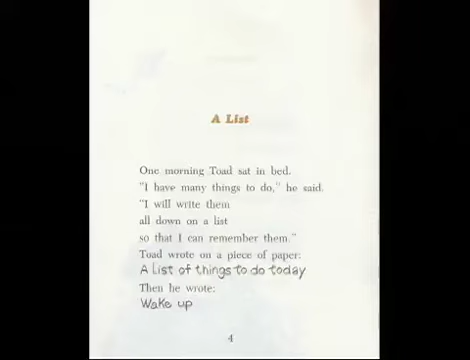 A List
One morning Toad sat in bed.
"I have many things to do," he said.
"I will write them
all down on a list
so that I can remember them."
Toad wrote on a piece of paper:
A List of things to do today
Then he wrote:
Wake up
4